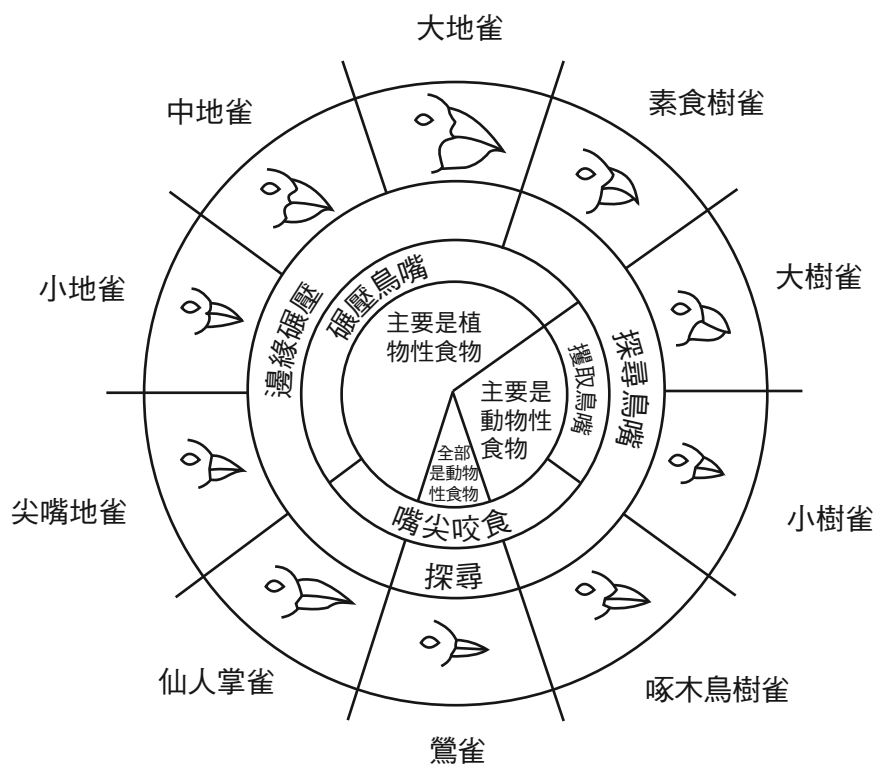 大地雀
中地雀
素食樹雀
小地雀
大樹雀
碾壓鳥嘴
邊緣碾壓
主要是植
物性食物
攫取鳥嘴
探尋鳥嘴
主要是
動物性
食物
全部
是動物
性食物
嘴尖咬食
探尋
尖嘴地雀
小樹雀
仙人掌雀
啄木鳥樹雀
鶯雀